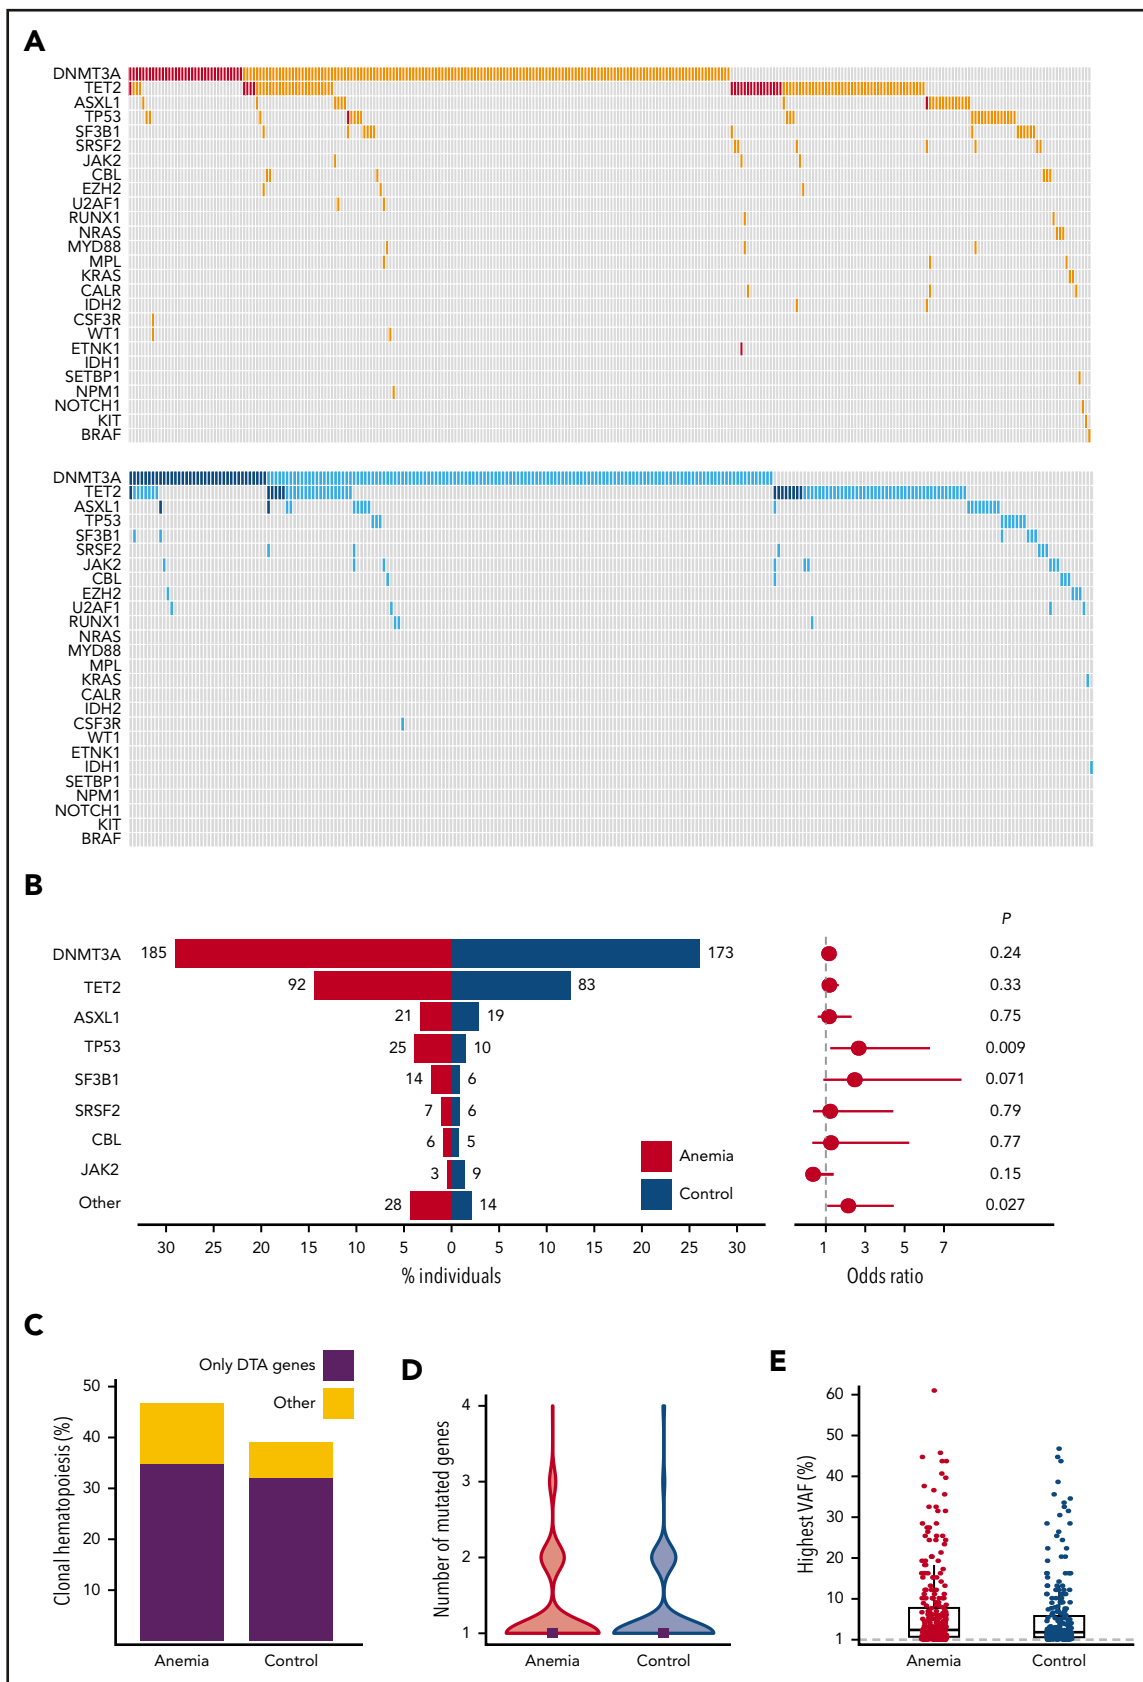 A
DNMT3A
TET2
ASXL1
TP53
SF3B1
SRSF2
JAK2
CBL
EZH2
U2AF1
RUNX1
NRAS
MYD88
MPL
KRAS
CALR
IDH2
CSF3R
WT1
ETNK1
IDH1
SETBP1
NPM1
NOTCH1
KIT
BRAF
DNMT3A
TET2
ASXL1
TP53
SF3B1
SRSF2
JAK2
CBL
EZH2
U2AF1
RUNX1
NRAS
MYD88
MPL
KRAS
CALR
IDH2
CSF3R
WT1
ETNK1
IDH1
SETBP1
NPM1
NOTCH1
KIT
BRAF
B
P
DNMT3A 185 173 0.24
TET2 92 83 0.33
ASXL1 21 19 0.75
TP53 25 10 0.009
SF3B1 14 6 0.071
SRSF2 7 6 0.79
CBL 6 5 0.77
JAK2 3 9 0.15
Other 28 14 0.027
Anemia
Control
30 25 20 15 10 5 0 5 10 15 20 25 30
% individuals
1 3 5 7
Odds ratio
C
Only DTA genes
Other
50
40
30
20
10
Clonal hematopoiesis (%)
Anemia Control
D
4
3
2
1
Number of mutated genes
Anemia Control
E
60
50
40
30
20
10
1
Highest VAF (%)
Anemia Control